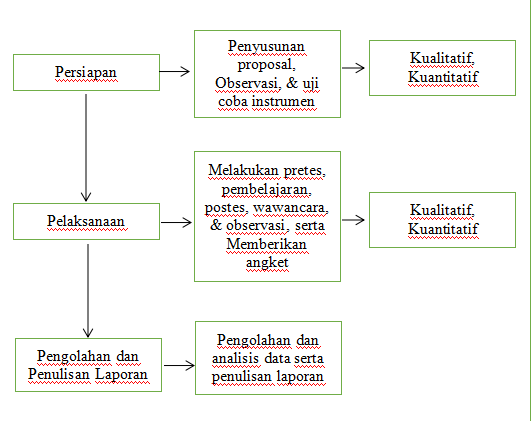 Persiapan
Penyusunan
proposal,
Observasi, & uji
coba instrumen
Kualitatif,
Kuantitatif
Pelaksanaan
Melakukan pretes,
pembelajaran,
postes, wawancara,
& observasi, serta
Memberikan
angket
Kualitatif,
Kuantitatif
Pengolahan dan
Penulisan Laporan
Pengolahan dan
analisis data serta
penulisan laporan